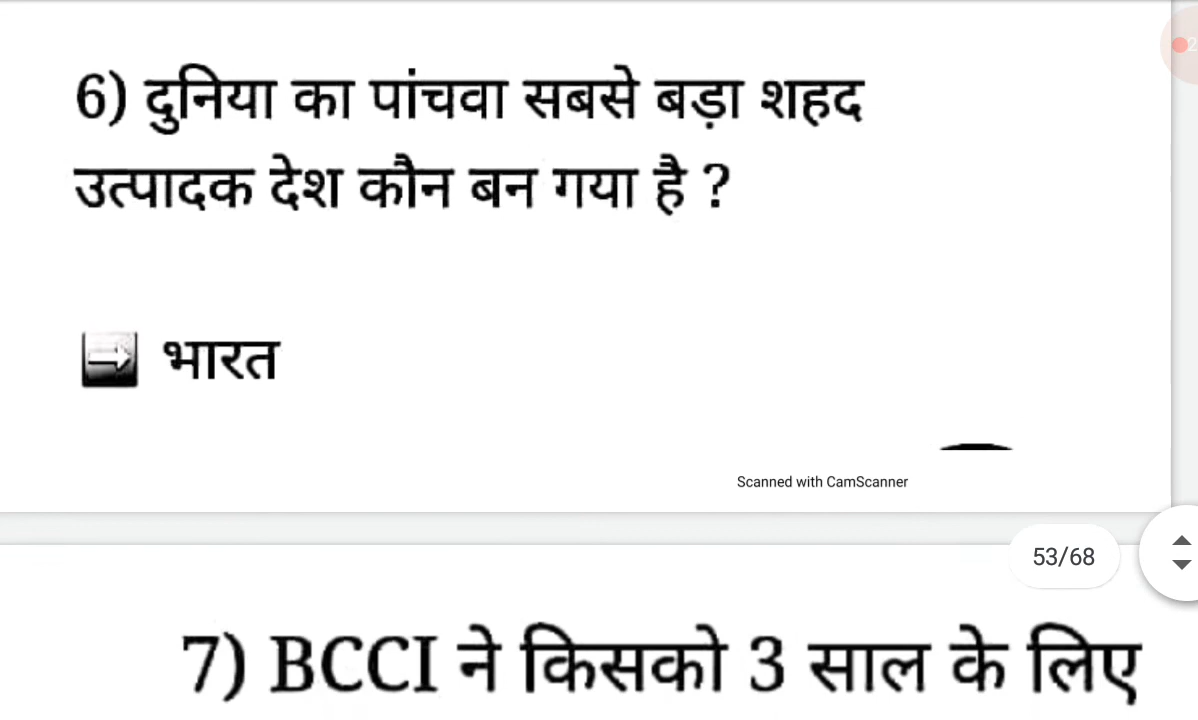 6) दुनिया का पांचवा सबसे बड़ा शहद
उत्पादक देश कौन बन गया है ?
भारत
Scanned with CamScanner
53/68
7) BCCI ने किसको 3 साल के लिए